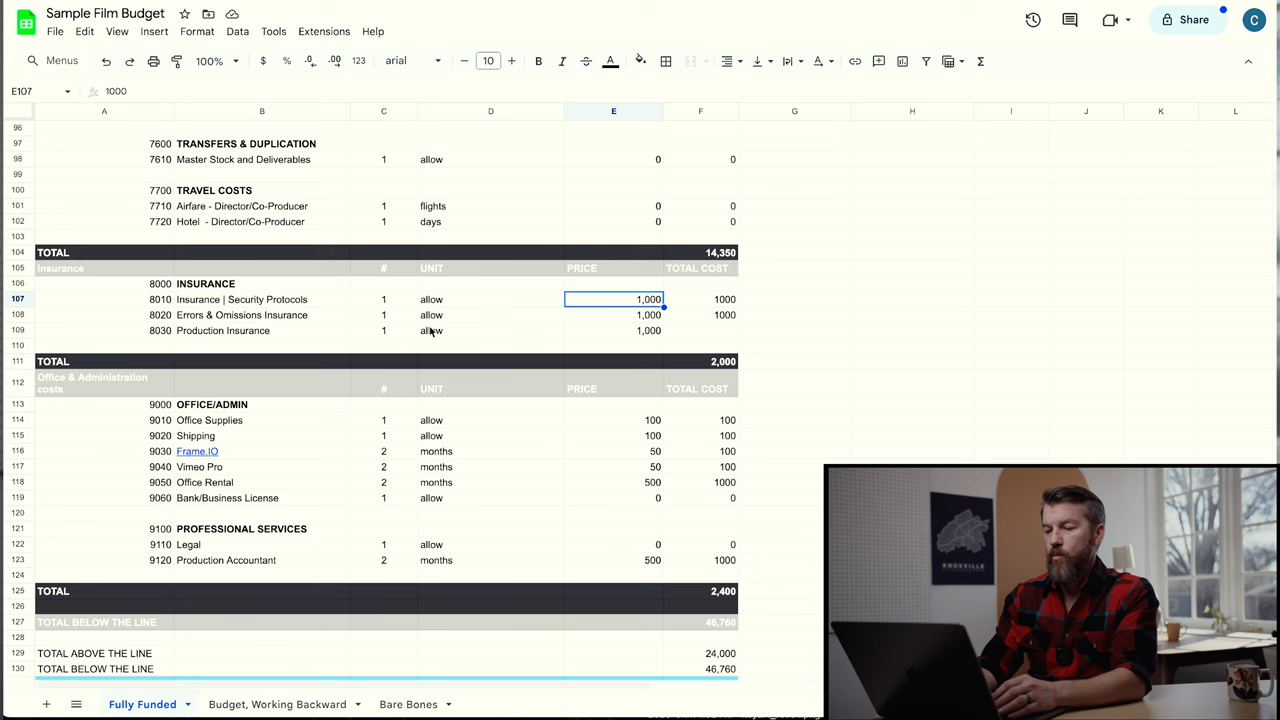 Sample Film Budget
File Edit View Insert Format Data Tools Extensions Help
Share C
Menus 100% $ % .0 .00 123 arial 10 B I A
E107 fx 1000
A B C D E F G H I J K L
96
97 7600 TRANSFERS & DUPLICATION
98 7610 Master Stock and Deliverables 1 allow 0 0
99
100 7700 TRAVEL COSTS
101 7710 Airfare - Director/Co-Producer 1 flights 0 0
102 7720 Hotel - Director/Co-Producer 1 days 0 0
103
104 TOTAL 14,350
105 Insurance # UNIT PRICE TOTAL COST
106 8000 INSURANCE
107 8010 Insurance | Security Protocols 1 allow 1,000 1000
108 8020 Errors & Omissions Insurance 1 allow 1,000 1000
109 8030 Production Insurance 1 allow 1,000
110
111 TOTAL 2,000
112 Office & Administration costs # UNIT PRICE TOTAL COST
113 9000 OFFICE/ADMIN
114 9010 Office Supplies 1 allow 100 100
115 9020 Shipping 1 allow 100 100
116 9030 Frame.IO 2 months 50 100
117 9040 Vimeo Pro 2 months 50 100
118 9050 Office Rental 2 months 500 1000
119 9060 Bank/Business License 1 allow 0 0
120
121 9100 PROFESSIONAL SERVICES
122 9110 Legal 1 allow 0 0
123 9120 Production Accountant 2 months 500 1000
124
125 TOTAL 2,400
126
127 TOTAL BELOW THE LINE 46,760
128
129 TOTAL ABOVE THE LINE 24,000
130 TOTAL BELOW THE LINE 46,760
Fully Funded Budget, Working Backward Bare Bones
KNOXVILLE